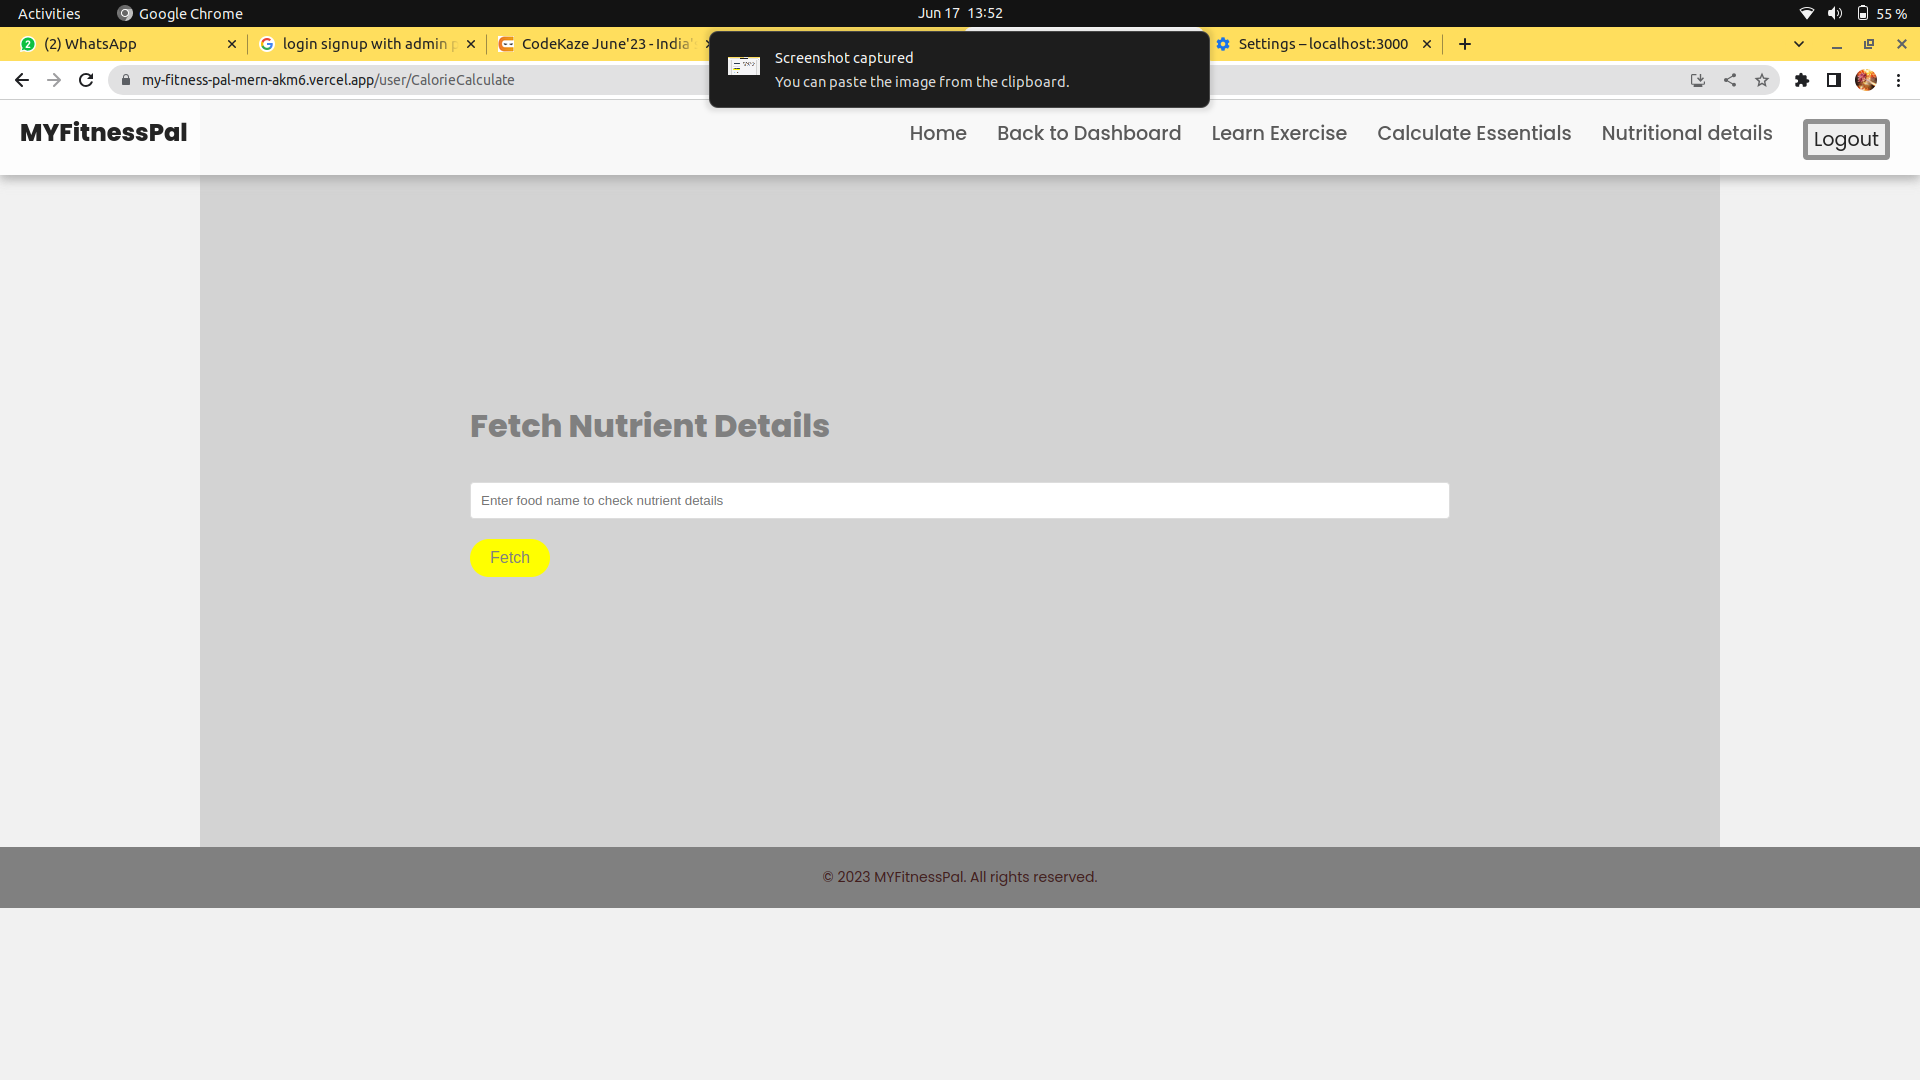 Activities
Google Chrome
Jun 17 13:52
55 %
(2) WhatsApp
login signup with admin
CodeKaze June'23 - India'
Settings – localhost:3000
Screenshot captured
You can paste the image from the clipboard.
my-fitness-pal-mern-akm6.vercel.app/user/CalorieCalculate
MYFitnessPal
Home
Back to Dashboard
Learn Exercise
Calculate Essentials
Nutritional details
Logout
Fetch Nutrient Details
Enter food name to check nutrient details
Fetch
© 2023 MYFitnessPal. All rights reserved.